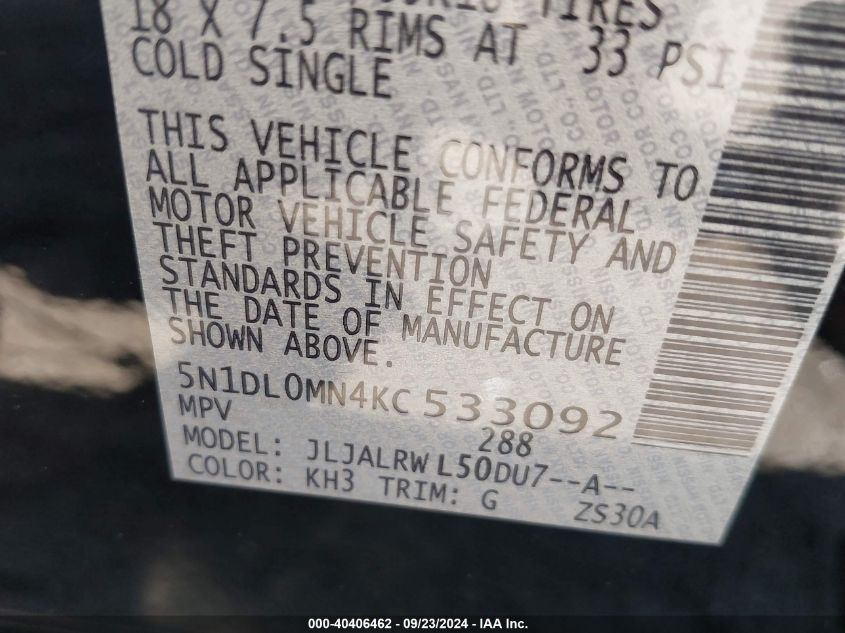 TIRES
18 X 7.5 RIMS AT 33 PSI
COLD SINGLE
THIS VEHICLE CONFORMS TO
ALL APPLICABLE FEDERAL
MOTOR VEHICLE SAFETY AND
THEFT PREVENTION
STANDARDS IN EFFECT ON
THE DATE OF MANUFACTURE
SHOWN ABOVE.
5N1DL0MN4KC533092
MPV
288
MODEL: JLJALRWL50DU7--A--
COLOR: KH3 TRIM: G
ZS30A
000-40406462 - 09/23/2024 - IAA Inc.